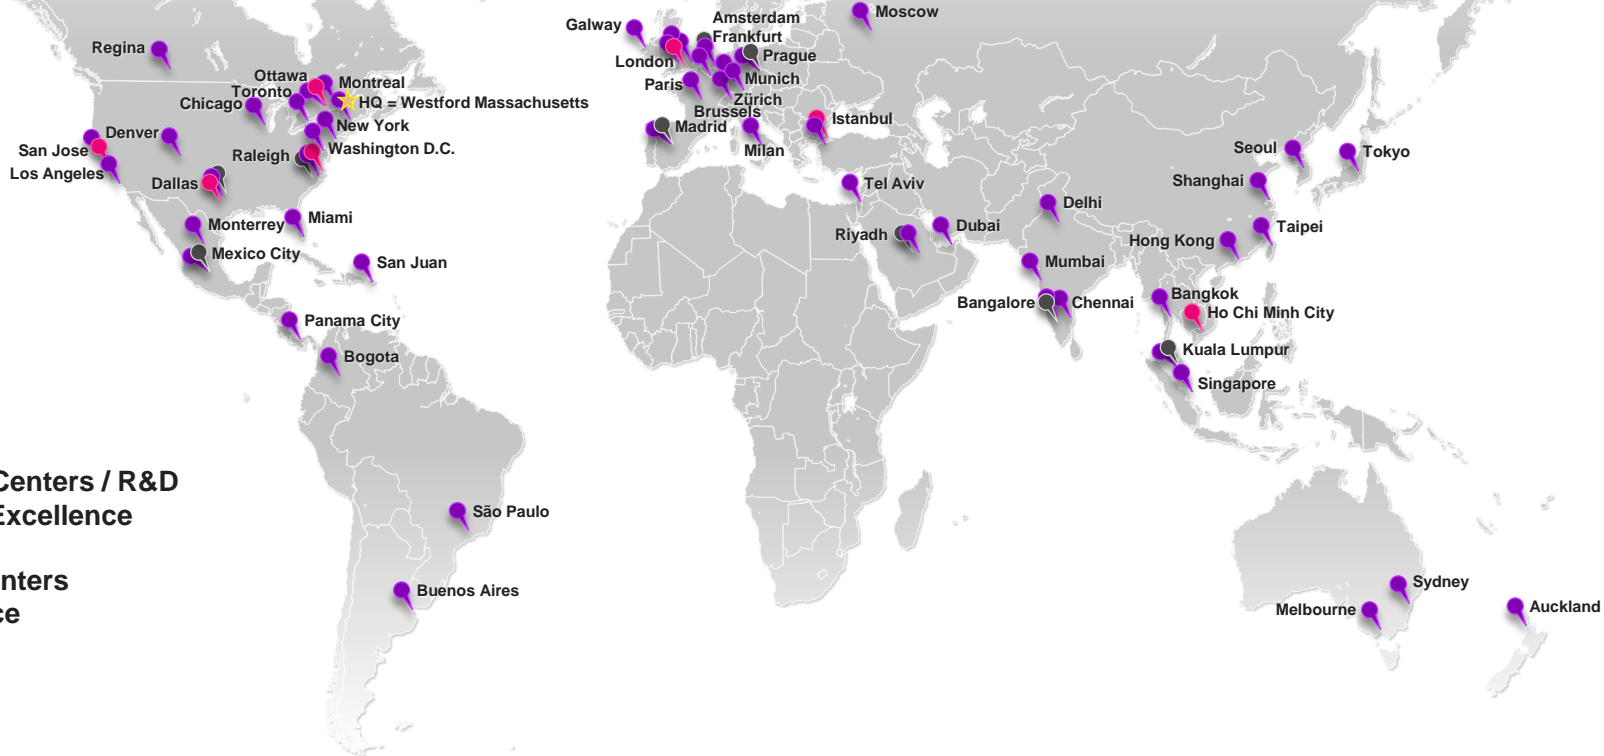 Moscow
Amsterdam
Galway
Frankfurt
Regina
Prague
London
Ottawa
Montreal
Munich
Paris
Toronto
Zürich
Chicago
HQ = Westford Massachusetts
Brussels
Istanbul
New York
Madrid
Denver
San Jose
Raleigh
Washington D.C.
Milan
Seoul
Tokyo
Los Angeles
Dallas
Tel Aviv
Shanghai
Delhi
Monterrey
Miami
Riyadh
Dubai
Taipei
Hong Kong
Mexico City
San Juan
Mumbai
Bangkok
Bangalore
Chennai
Ho Chi Minh City
Panama City
Kuala Lumpur
Bogota
Singapore
Centers / R&D
Excellence
São Paulo
nters
ce
Buenos Aires
Sydney
Melbourne
Auckland